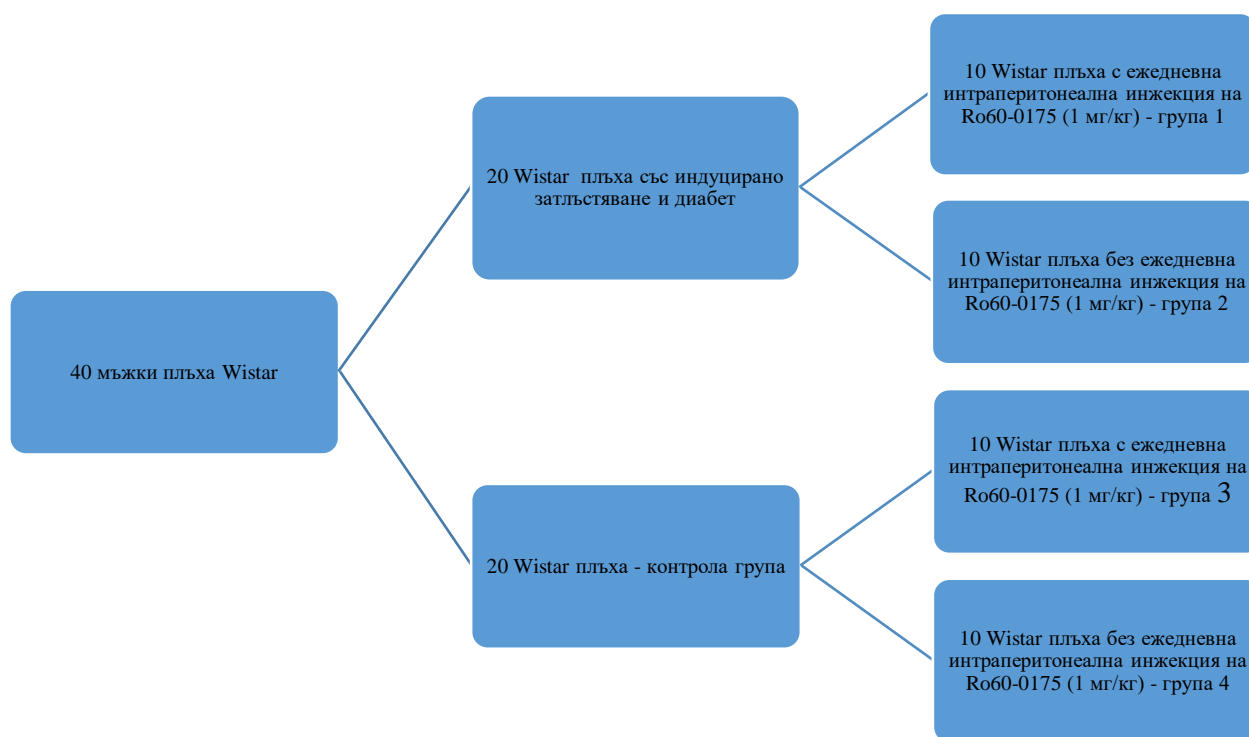 40 мъжки плъха Wistar
20 Wistar плъха със индуцирано
затлъстяване и диабет
10 Wistar плъха с ежедневна
интраперитонеална инжекция на
Ro60-0175 (1 мг/кг) - група 1
10 Wistar плъха без ежедневна
интраперитонеална инжекция на
Ro60-0175 (1 мг/кг) - група 2
20 Wistar плъха - контрола група
10 Wistar плъха с ежедневна
интраперитонеална инжекция на
Ro60-0175 (1 мг/кг) - група 3
10 Wistar плъха без ежедневна
интраперитонеална инжекция на
Ro60-0175 (1 мг/кг) - група 4